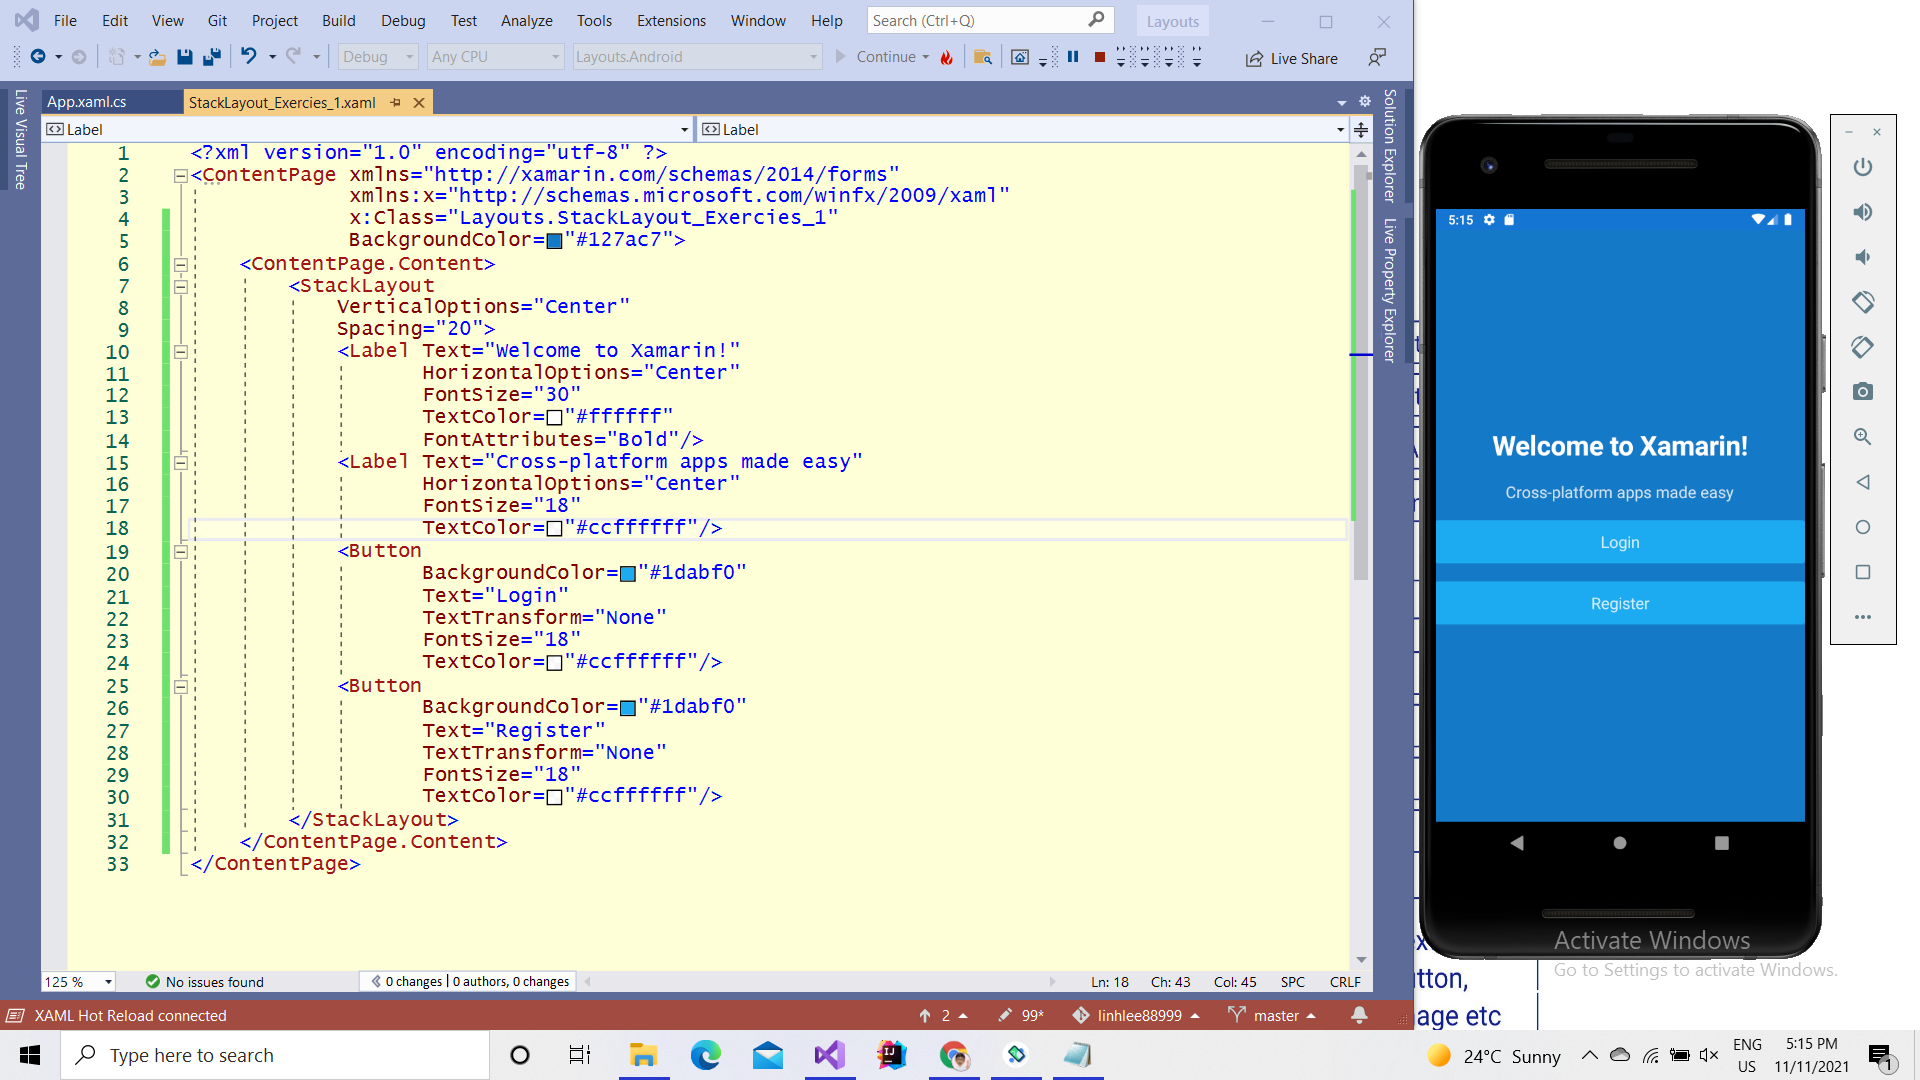 File Edit View Git Project Build Debug Test Analyze Tools Extensions Window Help Search (Ctrl+Q) Layouts
Debug Any CPU Layouts.Android Continue Live Share
Live Visual Tree
App.xaml.cs StackLayout_Exercies_1.xaml
Label Label
Solution Explorer
Live Property Explorer
1 <?xml version="1.0" encoding="utf-8" ?>
2 <ContentPage xmlns="http://xamarin.com/schemas/2014/forms"
3 xmlns:x="http://schemas.microsoft.com/winfx/2009/xaml"
4 x:Class="Layouts.StackLayout_Exercies_1"
5 BackgroundColor="#127ac7">
6 <ContentPage.Content>
7 <StackLayout
8 VerticalOptions="Center"
9 Spacing="20">
10 <Label Text="Welcome to Xamarin!"
11 HorizontalOptions="Center"
12 FontSize="30"
13 TextColor="#ffffff"
14 FontAttributes="Bold"/>
15 <Label Text="Cross-platform apps made easy"
16 HorizontalOptions="Center"
17 FontSize="18"
18 TextColor="#ccffffff"/>
19 <Button
20 BackgroundColor="#1dabf0"
21 Text="Login"
22 TextTransform="None"
23 FontSize="18"
24 TextColor="#ccffffff"/>
25 <Button
26 BackgroundColor="#1dabf0"
27 Text="Register"
28 TextTransform="None"
29 FontSize="18"
30 TextColor="#ccffffff"/>
31 </StackLayout>
32 </ContentPage.Content>
33 </ContentPage>
125 % No issues found 0 changes | 0 authors, 0 changes Ln: 18 Ch: 43 Col: 45 SPC CRLF
XAML Hot Reload connected 2 99* linhlee88999 master
5:15
Welcome to Xamarin!
Cross-platform apps made easy
Login
Register
Activate Windows
Go to Settings to activate Windows.
utton,
age etc
Type here to search 24°C Sunny ENG US 5:15 PM 11/11/2021 1